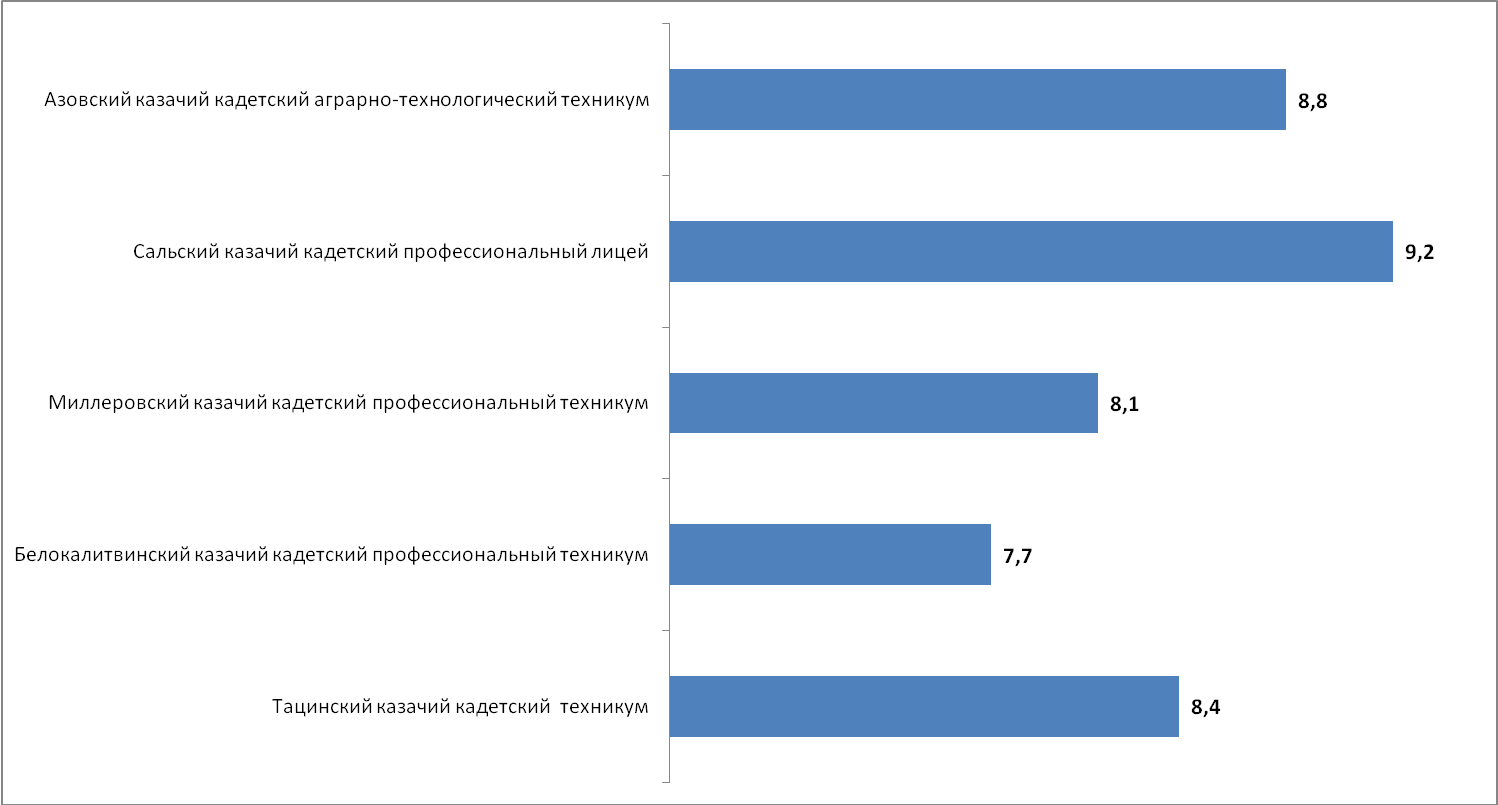 Азовский казачий кадетский аграрно-технологический техникум
8,8
Сальский казачий кадетский профессиональный лицей
9,2
Миллеровский казачий кадетский профессиональный техникум
8,1
Белокалитвинский казачий кадетский профессиональный техникум
7,7
Тацинский казачий кадетский  техникум
8,4